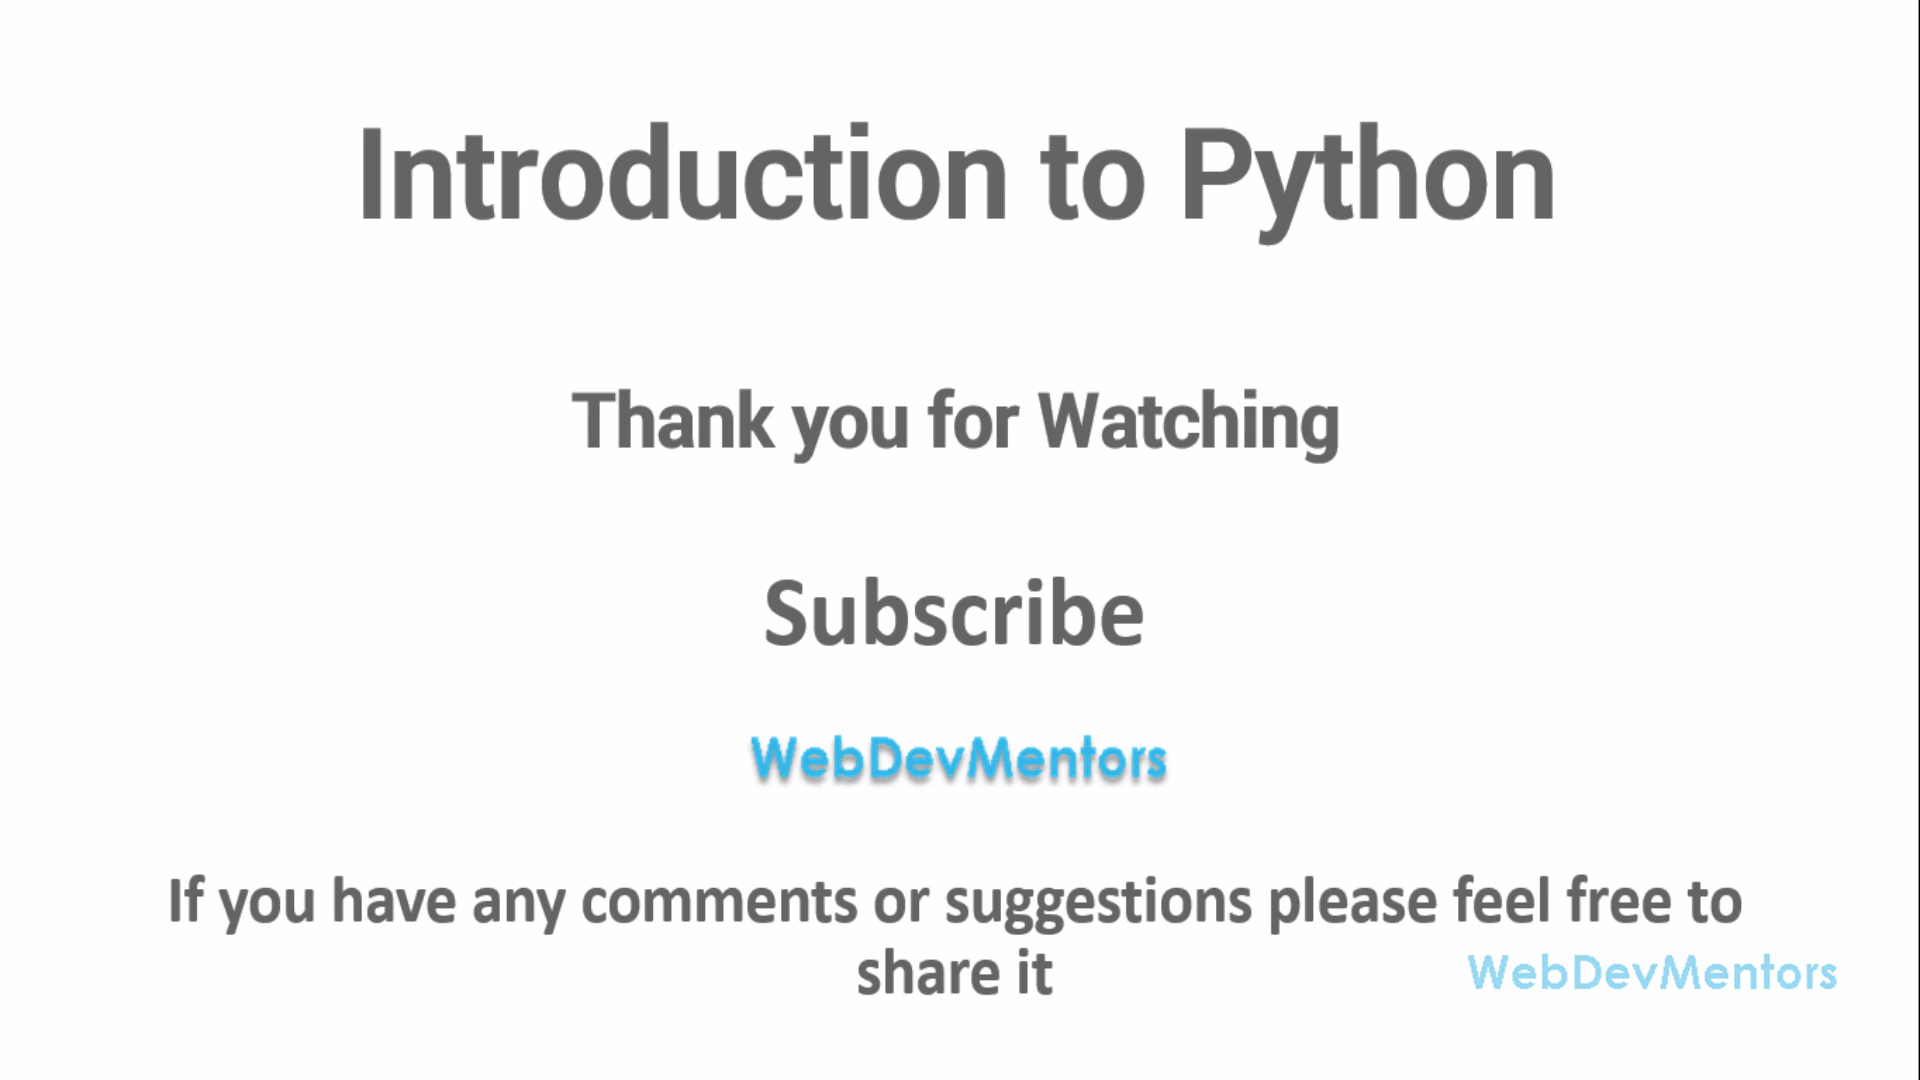 Introduction to Python
Thank you for Watching
Subscribe
WebDevMentors
If you have any comments or suggestions please feel free to
share it
WebDevMentors